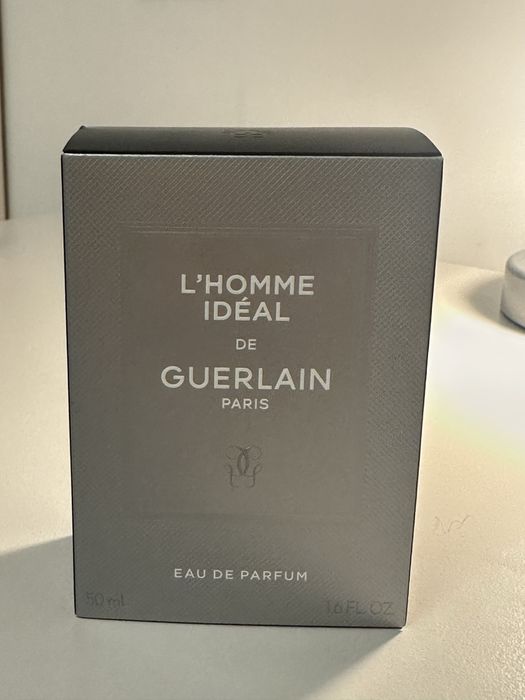 L'HOMME
IDÉAL
DE
GUERLAIN
PARIS
EAU DE PARFUM
50 mL
1.6 FL. OZ.